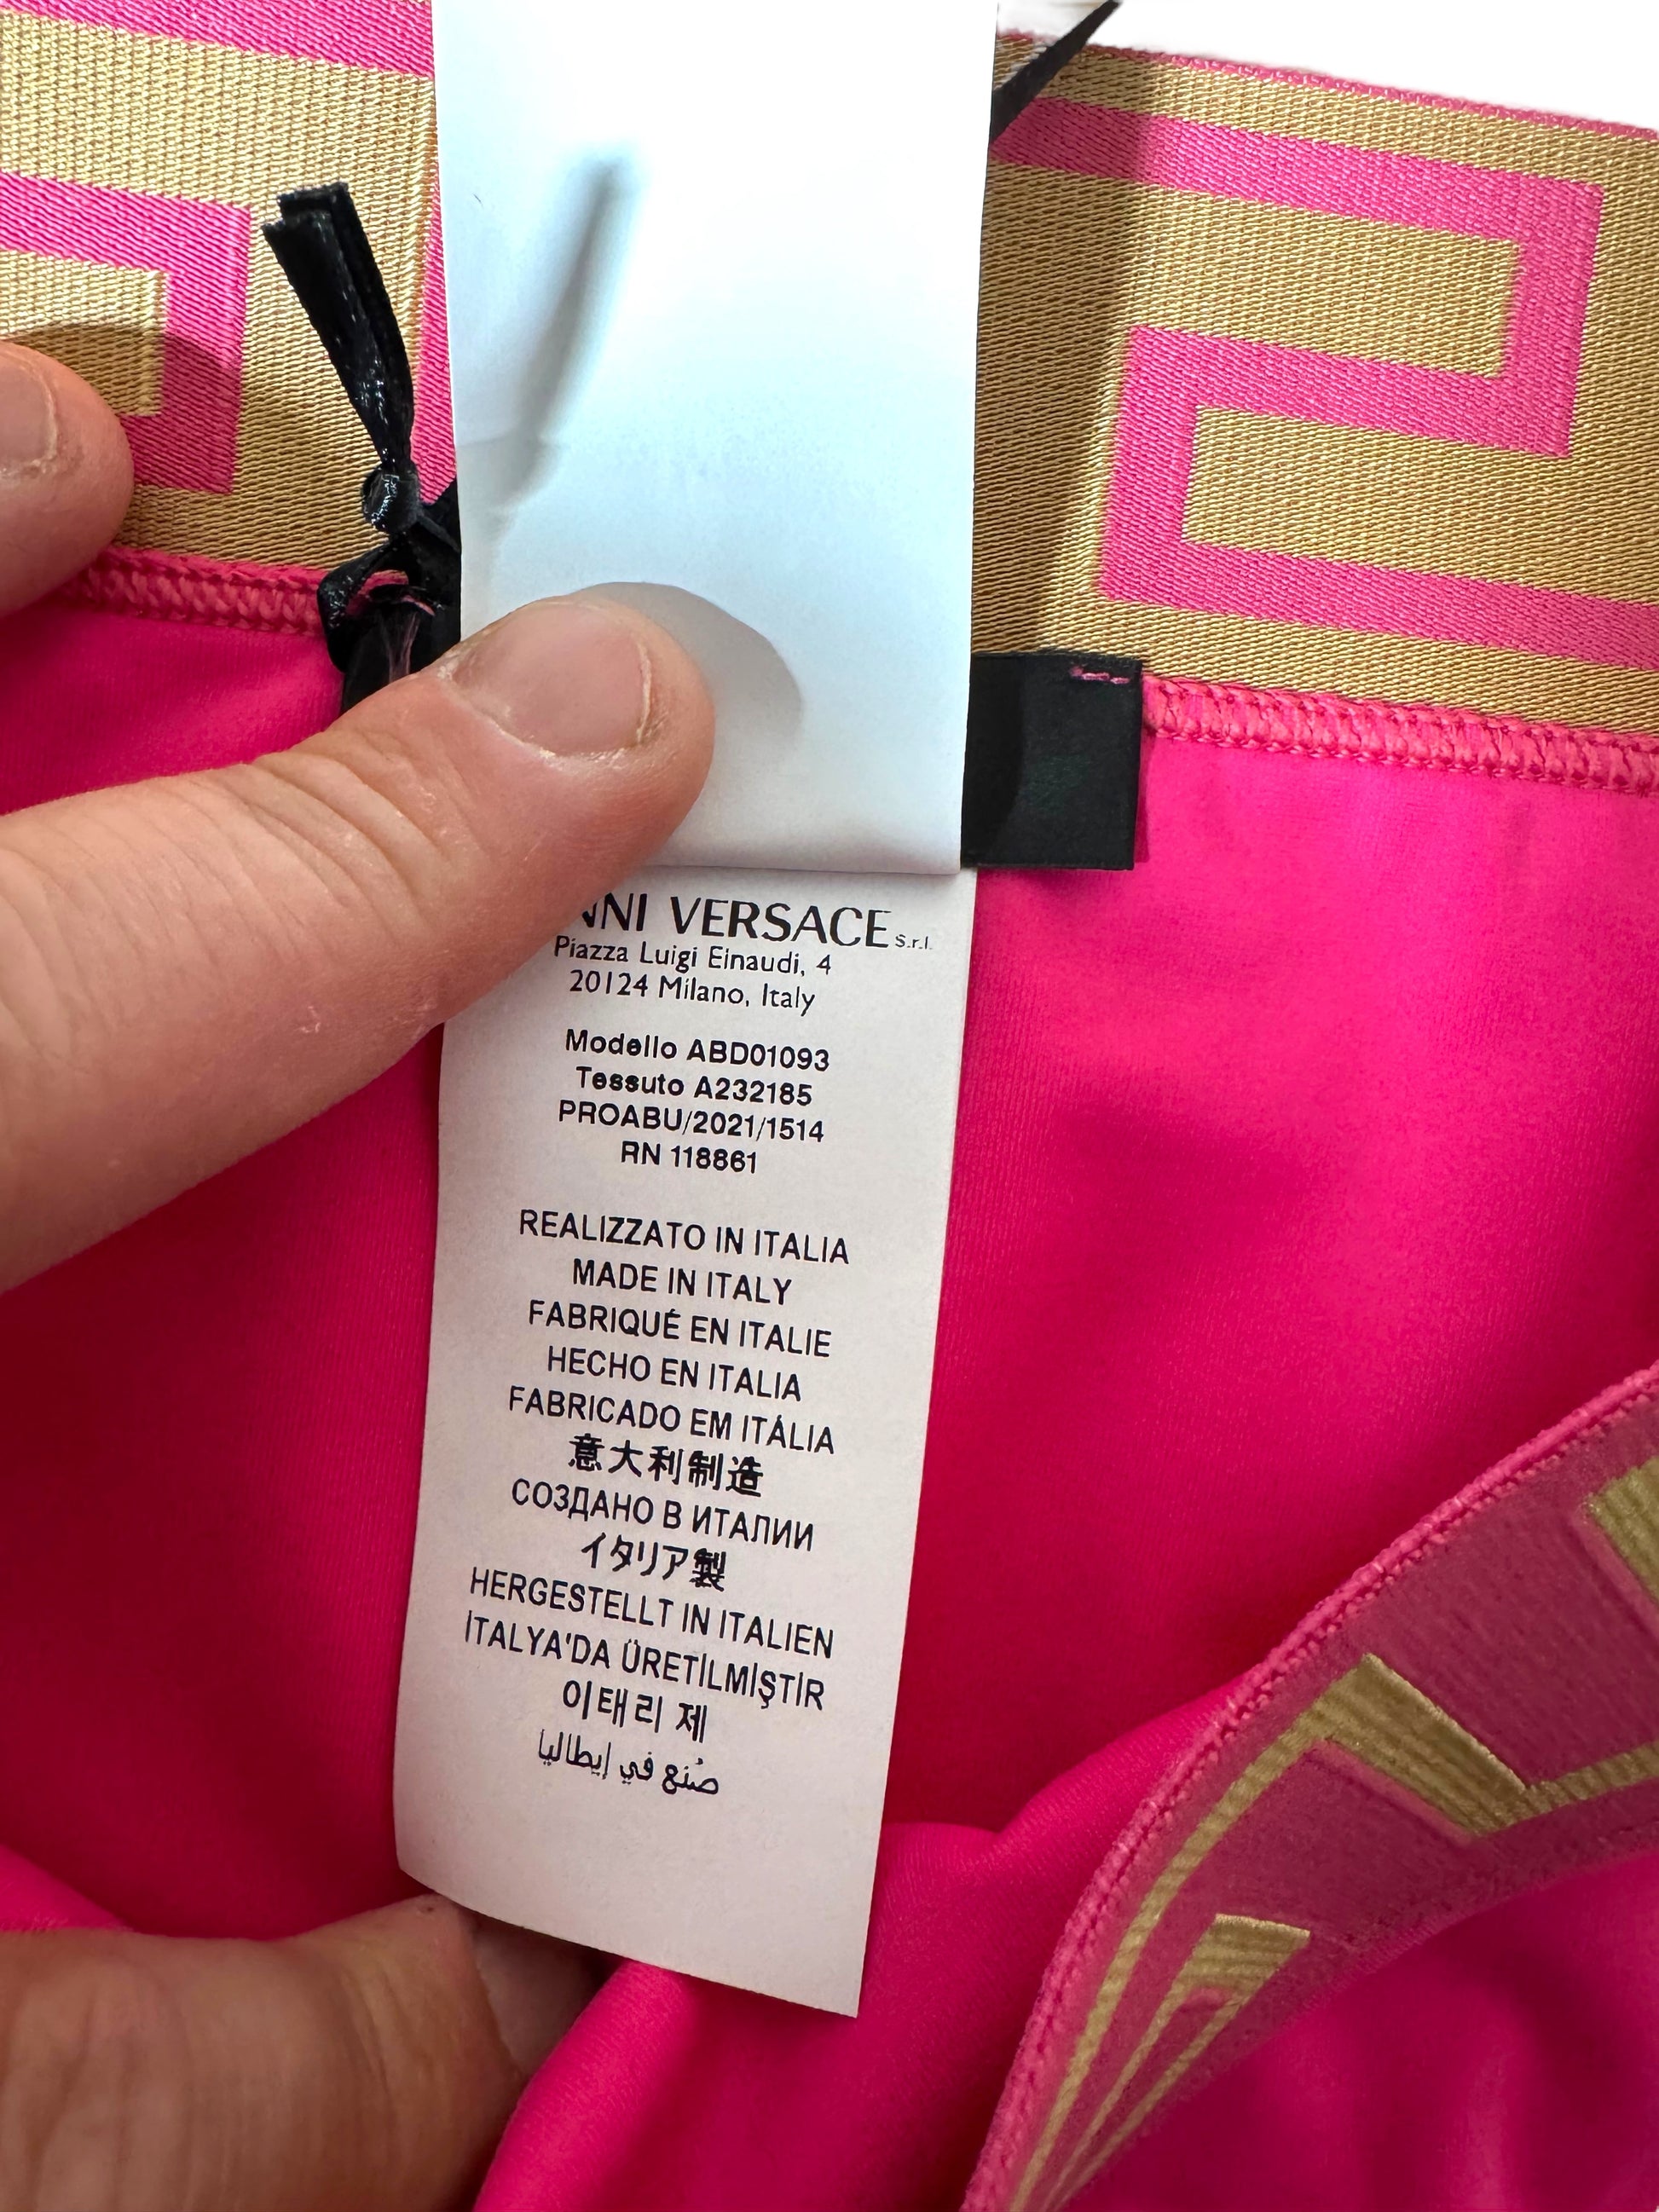 VERSACE S.r.l.
Piazza Luigi Einaudi, 4
20124 Milano, Italy
Modello ABD01093
Tessuto A232185
PROABU/2021/1514
RN 118861
REALIZZATO IN ITALIA
MADE IN ITALY
FABRIQUÉ EN ITALIE
HECHO EN ITALIA
FABRICADO EM ITÁLIA
意大利制造
СОЗДАНО В ИТАЛИИ
イタリア製
HERGESTELLT IN ITALIEN
İTALYA'DA ÜRETİLMİŞTİR
이태리 제
صُنع في إيطاليا